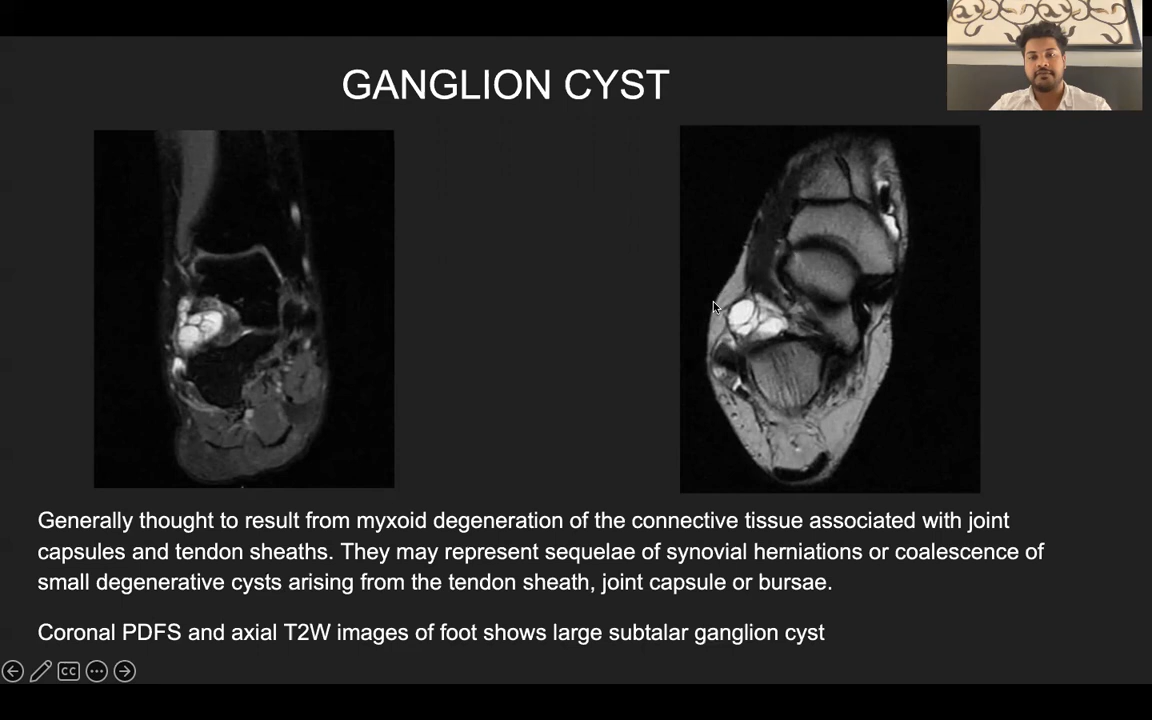 GANGLION CYST
Generally thought to result from myxoid degeneration of the connective tissue associated with joint
capsules and tendon sheaths. They may represent sequelae of synovial herniations or coalescence of
small degenerative cysts arising from the tendon sheath, joint capsule or bursae.
Coronal PDFS and axial T2W images of foot shows large subtalar ganglion cyst
CC